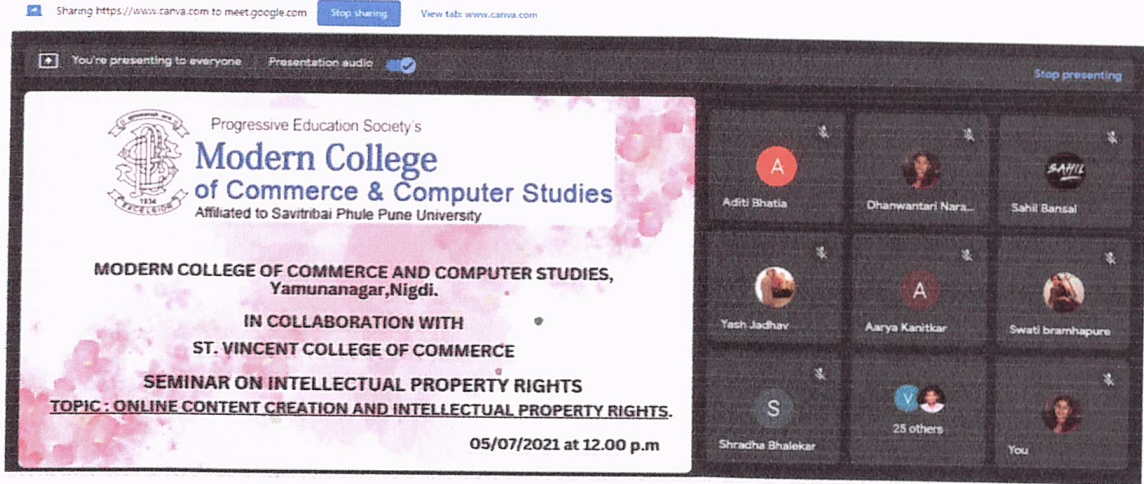 Sharing https://www.canva.com to meet.google.com
Stop sharing
View tab: www.canva.com
You're presenting to everyone
Presentation audio
Stop presenting
Progressive Education Society's
Modern College
of Commerce & Computer Studies
Affiliated to Savitribai Phule Pune University
1934
EXCELSIOR
MODERN COLLEGE OF COMMERCE AND COMPUTER STUDIES,
Yamunanagar,Nigdi.
IN COLLABORATION WITH
ST. VINCENT COLLEGE OF COMMERCE
SEMINAR ON INTELLECTUAL PROPERTY RIGHTS
TOPIC : ONLINE CONTENT CREATION AND INTELLECTUAL PROPERTY RIGHTS.
05/07/2021 at 12.00 p.m
A
Aditi Bhatia
Dhanwantari Nara...
SAHIL
Sahil Bansal
Yash Jadhav
A
Aarya Kanitkar
Swati bramhapure
S
Shradha Bhalekar
V
25 others
You